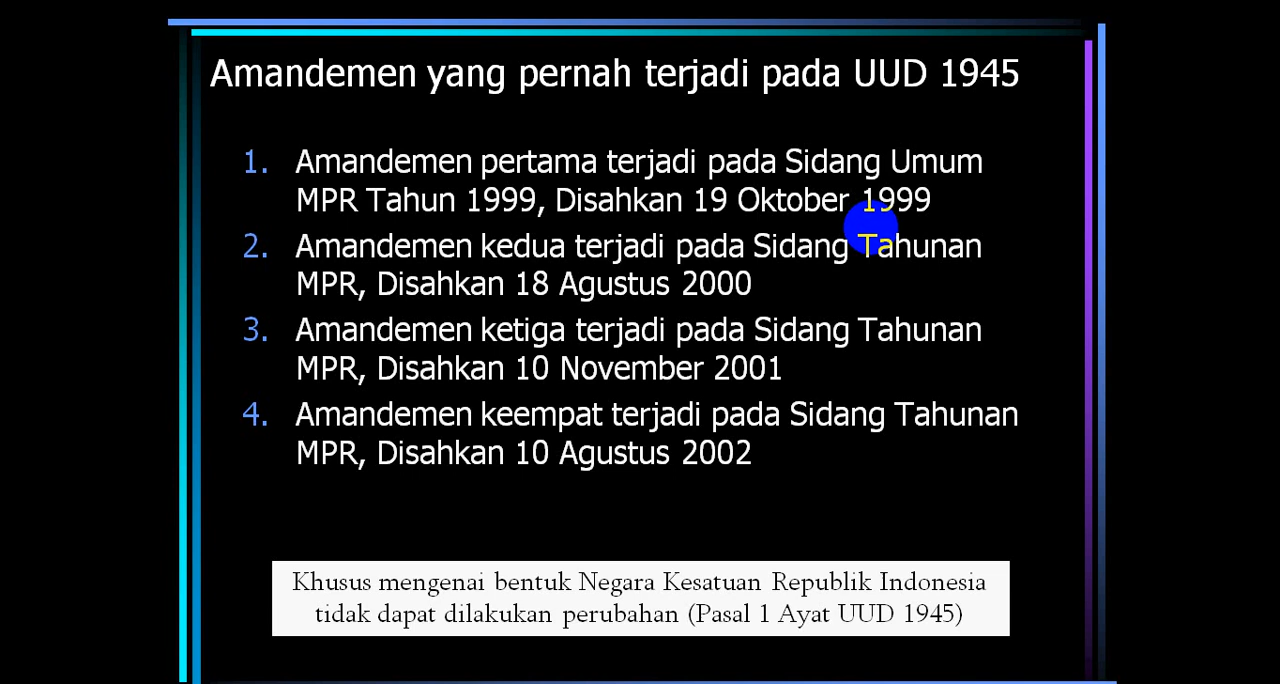 Amandemen yang pernah terjadi pada UUD 1945
1. Amandemen pertama terjadi pada Sidang Umum
MPR Tahun 1999, Disahkan 19 Oktober 1999
2. Amandemen kedua terjadi pada Sidang Tahunan
MPR, Disahkan 18 Agustus 2000
3. Amandemen ketiga terjadi pada Sidang Tahunan
MPR, Disahkan 10 November 2001
4. Amandemen keempat terjadi pada Sidang Tahunan
MPR, Disahkan 10 Agustus 2002
Khusus mengenai bentuk Negara Kesatuan Republik Indonesia
tidak dapat dilakukan perubahan (Pasal 1 Ayat UUD 1945)